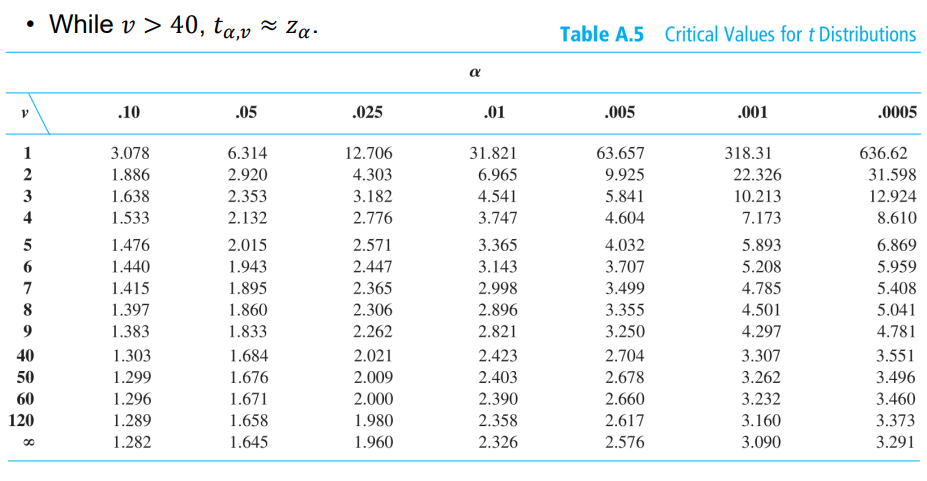 • While 𝑣 > 40, 𝑡𝛼,𝑣 ≈ 𝑧𝛼.
Table A.5 Critical Values for t Distributions
α
v .10 .05 .025 .01 .005 .001 .0005
1 3.078 6.314 12.706 31.821 63.657 318.31 636.62
2 1.886 2.920 4.303 6.965 9.925 22.326 31.598
3 1.638 2.353 3.182 4.541 5.841 10.213 12.924
4 1.533 2.132 2.776 3.747 4.604 7.173 8.610
5 1.476 2.015 2.571 3.365 4.032 5.893 6.869
6 1.440 1.943 2.447 3.143 3.707 5.208 5.959
7 1.415 1.895 2.365 2.998 3.499 4.785 5.408
8 1.397 1.860 2.306 2.896 3.355 4.501 5.041
9 1.383 1.833 2.262 2.821 3.250 4.297 4.781
40 1.303 1.684 2.021 2.423 2.704 3.307 3.551
50 1.299 1.676 2.009 2.403 2.678 3.262 3.496
60 1.296 1.671 2.000 2.390 2.660 3.232 3.460
120 1.289 1.658 1.980 2.358 2.617 3.160 3.373
∞ 1.282 1.645 1.960 2.326 2.576 3.090 3.291